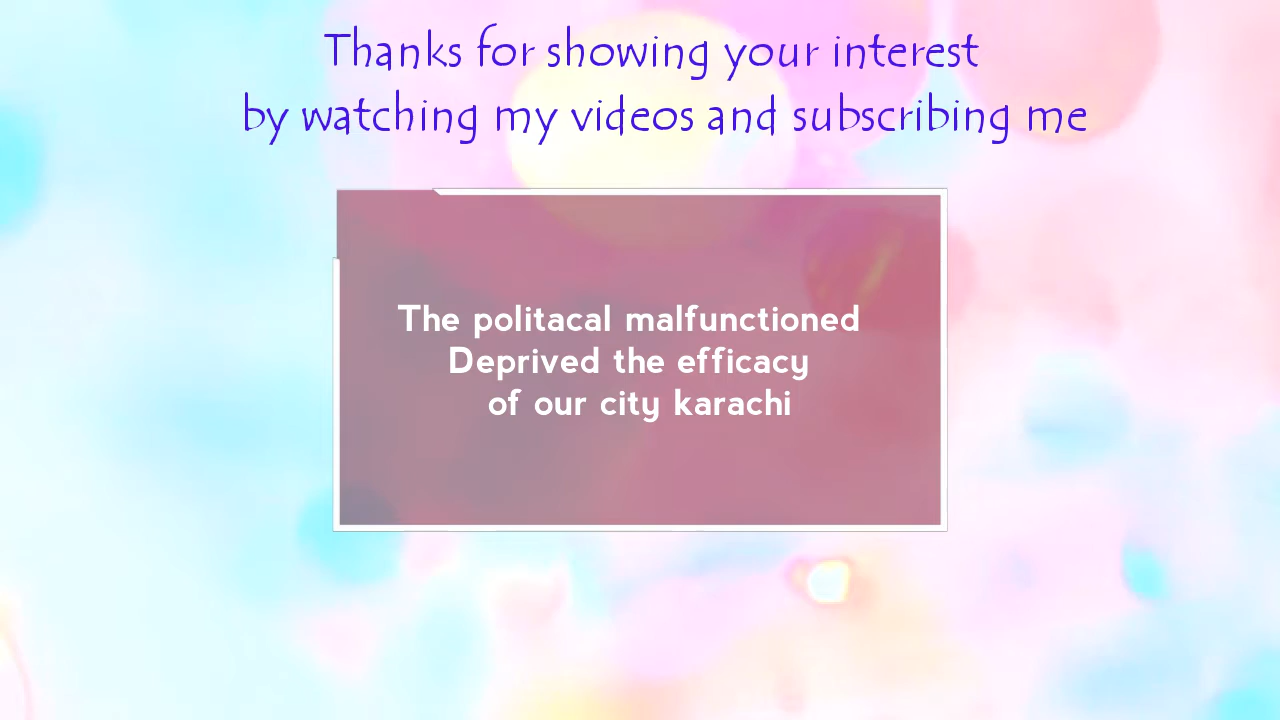 Thanks for showing your interest
by watching my videos and subscribing me
The politacal malfunctioned
Deprived the efficacy
of our city karachi